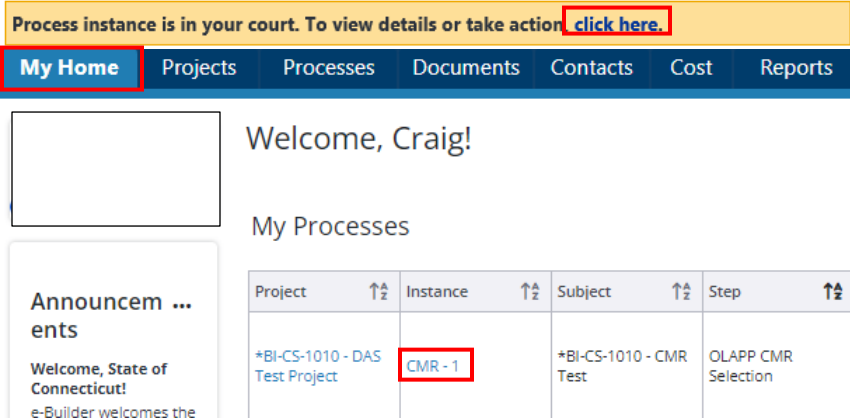 Process instance is in your court. To view details or take action, click here.
My Home Projects Processes Documents Contacts Cost Reports
Welcome, Craig!
My Processes
Announcem ...
ents
Welcome, State of
Connecticut!
e-Builder welcomes the
Project Instance Subject Step
*BI-CS-1010 - DAS
Test Project
CMR - 1
*BI-CS-1010 - CMR
Test
OLAPP CMR
Selection